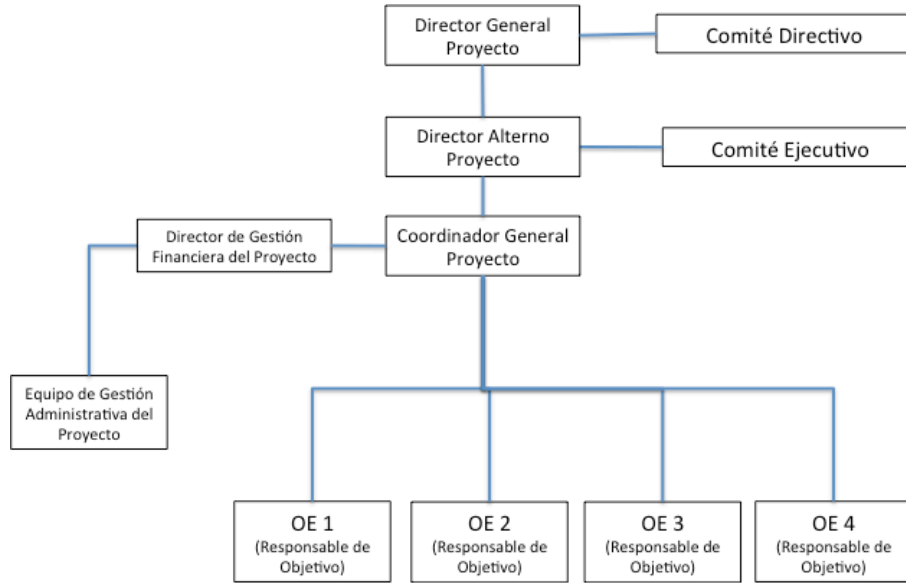 Director General
Proyecto
Comité Directivo
Director Alterno
Proyecto
Comité Ejecutivo
Director de Gestión
Financiera del Proyecto
Coordinador General
Proyecto
Equipo de Gestión
Administrativa del
Proyecto
OE 1
(Responsable de
Objetivo)
OE 2
(Responsable de
Objetivo)
OE 3
(Responsable de
Objetivo)
OE 4
(Responsable de
Objetivo)